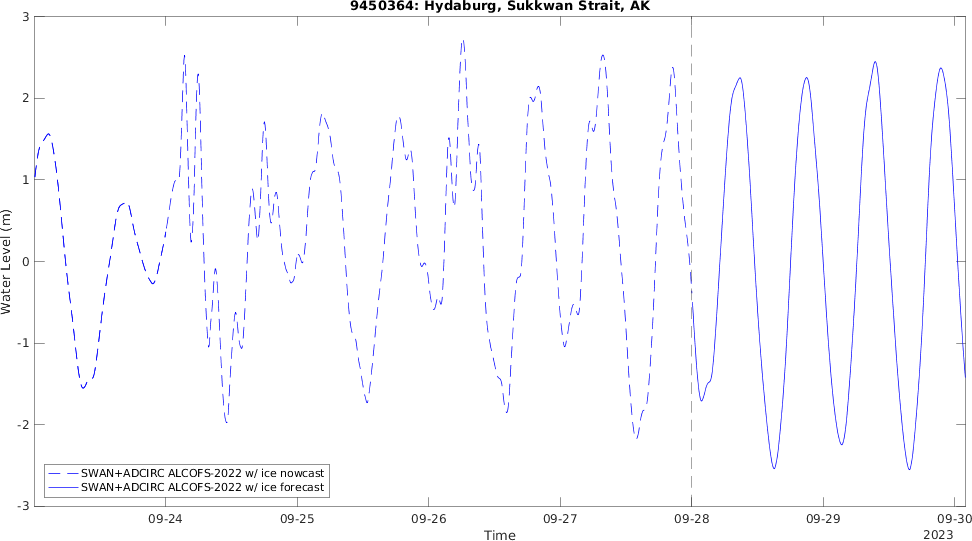 9450364: Hydaburg, Sukkwan Strait, AK
3
2
1
0
-1
-2
-3
Water Level (m)
SWAN+ADCIRC ALCOFS-2022 w/ ice nowcast
SWAN+ADCIRC ALCOFS-2022 w/ ice forecast
09-24 09-25 09-26 09-27 09-28 09-29 09-30
Time 2023